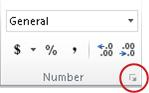 General
$ % , .0 .00 .00 .0
Number